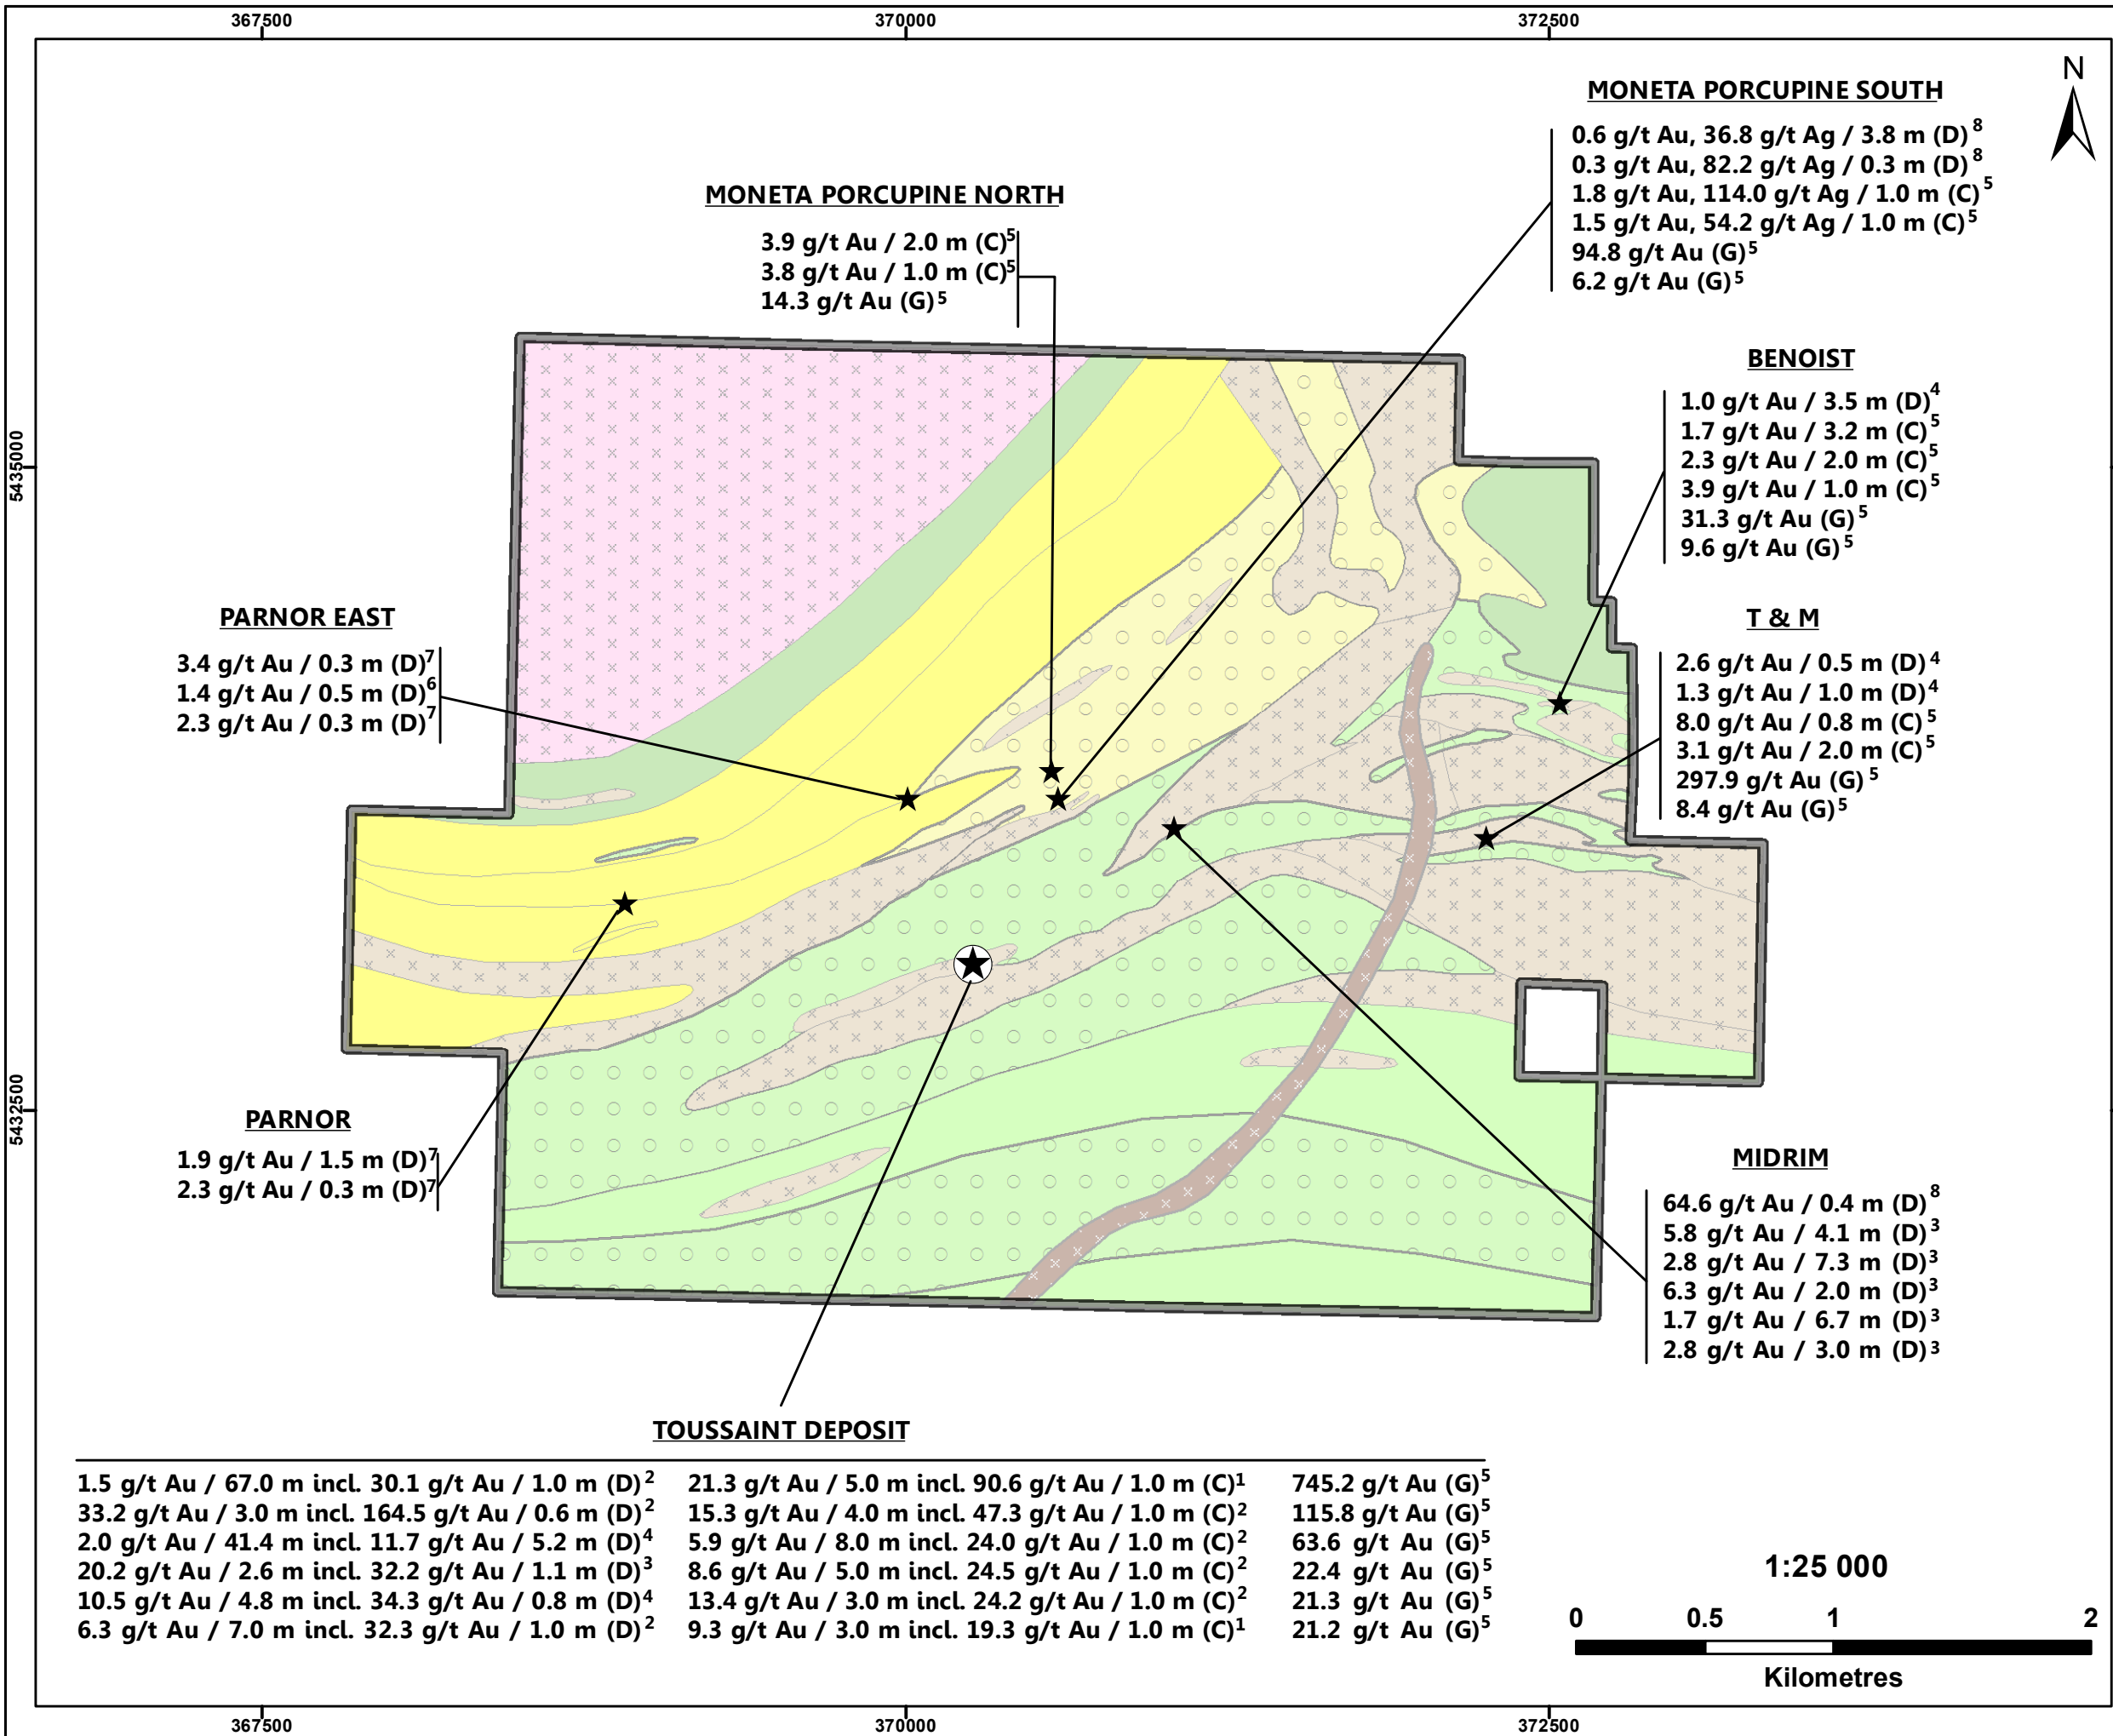 367500
370000
372500
N
MONETA PORCUPINE SOUTH
0.6 g/t Au, 36.8 g/t Ag / 3.8 m (D)⁸
0.3 g/t Au, 82.2 g/t Ag / 0.3 m (D)⁸
1.8 g/t Au, 114.0 g/t Ag / 1.0 m (C)⁵
1.5 g/t Au, 54.2 g/t Ag / 1.0 m (C)⁵
94.8 g/t Au (G)⁵
6.2 g/t Au (G)⁵
MONETA PORCUPINE NORTH
3.9 g/t Au / 2.0 m (C)⁵
3.8 g/t Au / 1.0 m (C)⁵
14.3 g/t Au (G)⁵
BENOIST
1.0 g/t Au / 3.5 m (D)⁴
1.7 g/t Au / 3.2 m (C)⁵
2.3 g/t Au / 2.0 m (C)⁵
3.9 g/t Au / 1.0 m (C)⁵
31.3 g/t Au (G)⁵
9.6 g/t Au (G)⁵
5435000
PARNOR EAST
3.4 g/t Au / 0.3 m (D)⁷
1.4 g/t Au / 0.5 m (D)⁶
2.3 g/t Au / 0.3 m (D)⁷
T & M
2.6 g/t Au / 0.5 m (D)⁴
1.3 g/t Au / 1.0 m (D)⁴
8.0 g/t Au / 0.8 m (C)⁵
3.1 g/t Au / 2.0 m (C)⁵
297.9 g/t Au (G)⁵
8.4 g/t Au (G)⁵
5432500
PARNOR
1.9 g/t Au / 1.5 m (D)⁷
2.3 g/t Au / 0.3 m (D)⁷
MIDRIM
64.6 g/t Au / 0.4 m (D)⁸
5.8 g/t Au / 4.1 m (D)³
2.8 g/t Au / 7.3 m (D)³
6.3 g/t Au / 2.0 m (D)³
1.7 g/t Au / 6.7 m (D)³
2.8 g/t Au / 3.0 m (D)³
TOUSSAINT DEPOSIT
1.5 g/t Au / 67.0 m incl. 30.1 g/t Au / 1.0 m (D)²
33.2 g/t Au / 3.0 m incl. 164.5 g/t Au / 0.6 m (D)²
2.0 g/t Au / 41.4 m incl. 11.7 g/t Au / 5.2 m (D)⁴
20.2 g/t Au / 2.6 m incl. 32.2 g/t Au / 1.1 m (D)³
10.5 g/t Au / 4.8 m incl. 34.3 g/t Au / 0.8 m (D)⁴
6.3 g/t Au / 7.0 m incl. 32.3 g/t Au / 1.0 m (D)²
21.3 g/t Au / 5.0 m incl. 90.6 g/t Au / 1.0 m (C)¹
15.3 g/t Au / 4.0 m incl. 47.3 g/t Au / 1.0 m (C)²
5.9 g/t Au / 8.0 m incl. 24.0 g/t Au / 1.0 m (C)²
8.6 g/t Au / 5.0 m incl. 24.5 g/t Au / 1.0 m (C)²
13.4 g/t Au / 3.0 m incl. 24.2 g/t Au / 1.0 m (C)²
9.3 g/t Au / 3.0 m incl. 19.3 g/t Au / 1.0 m (C)¹
745.2 g/t Au (G)⁵
115.8 g/t Au (G)⁵
63.6 g/t Au (G)⁵
22.4 g/t Au (G)⁵
21.3 g/t Au (G)⁵
21.2 g/t Au (G)⁵
1:25 000
0 0.5 1 2
Kilometres
367500
370000
372500